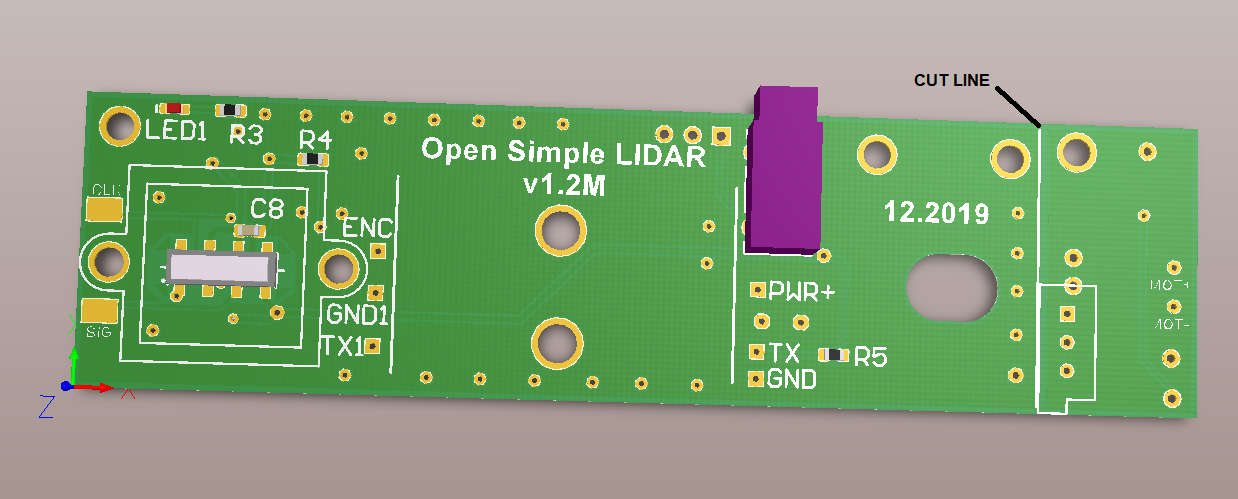 CUT LINE
LED1
R3
R4
Open Simple LIDAR
v1.2M
CLK
C8
ENC
12.2019
GND1
SIG
TX1
PWR+
TX
R5
GND
MOT+
MOT-
X
Z